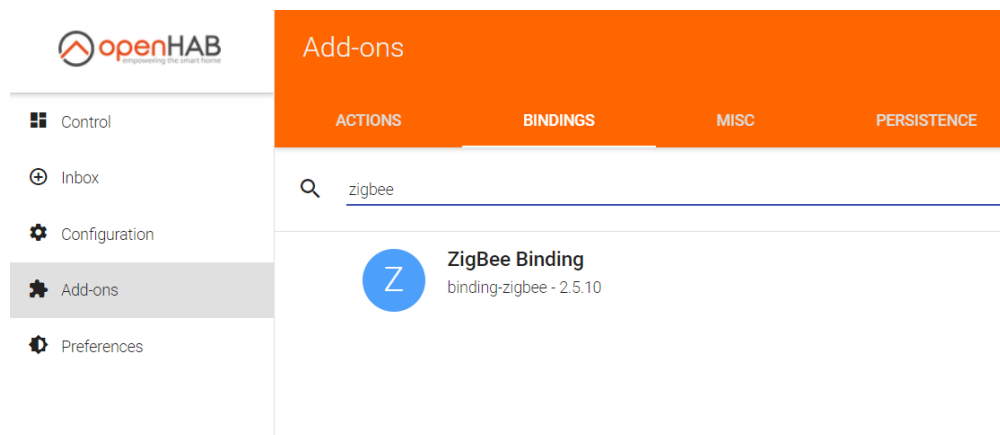 openHAB
empowering the smart home
Control
Inbox
Configuration
Add-ons
Preferences
Add-ons
ACTIONS BINDINGS MISC PERSISTENCE
zigbee
Z
ZigBee Binding
binding-zigbee - 2.5.10